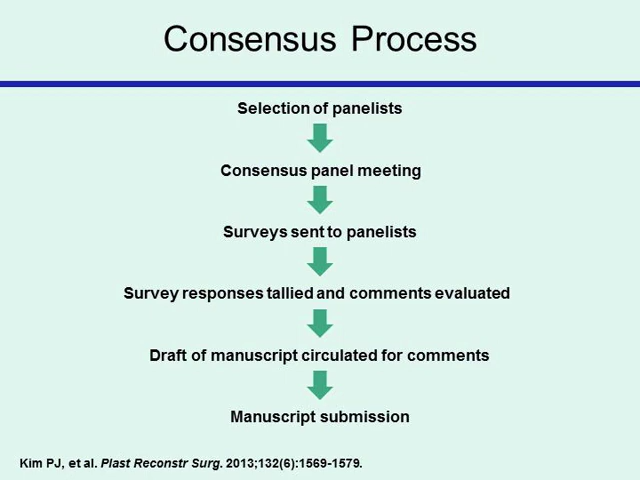 Consensus Process
Selection of panelists
Consensus panel meeting
Surveys sent to panelists
Survey responses tallied and comments evaluated
Draft of manuscript circulated for comments
Manuscript submission
Kim PJ, et al. Plast Reconstr Surg. 2013;132(6):1569-1579.